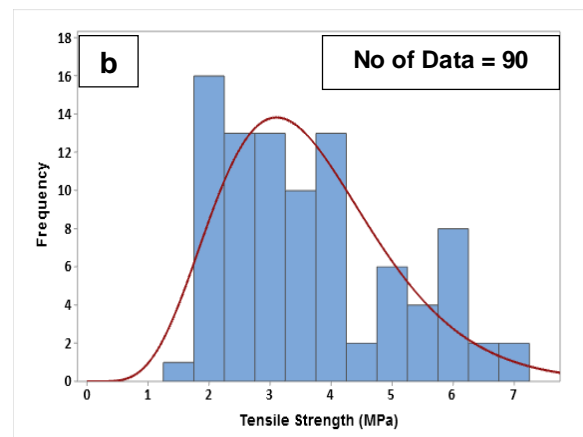 b
No of Data = 90
18
16
14
12
10
8
6
4
2
0
Frequency
0 1 2 3 4 5 6 7
Tensile Strength (MPa)